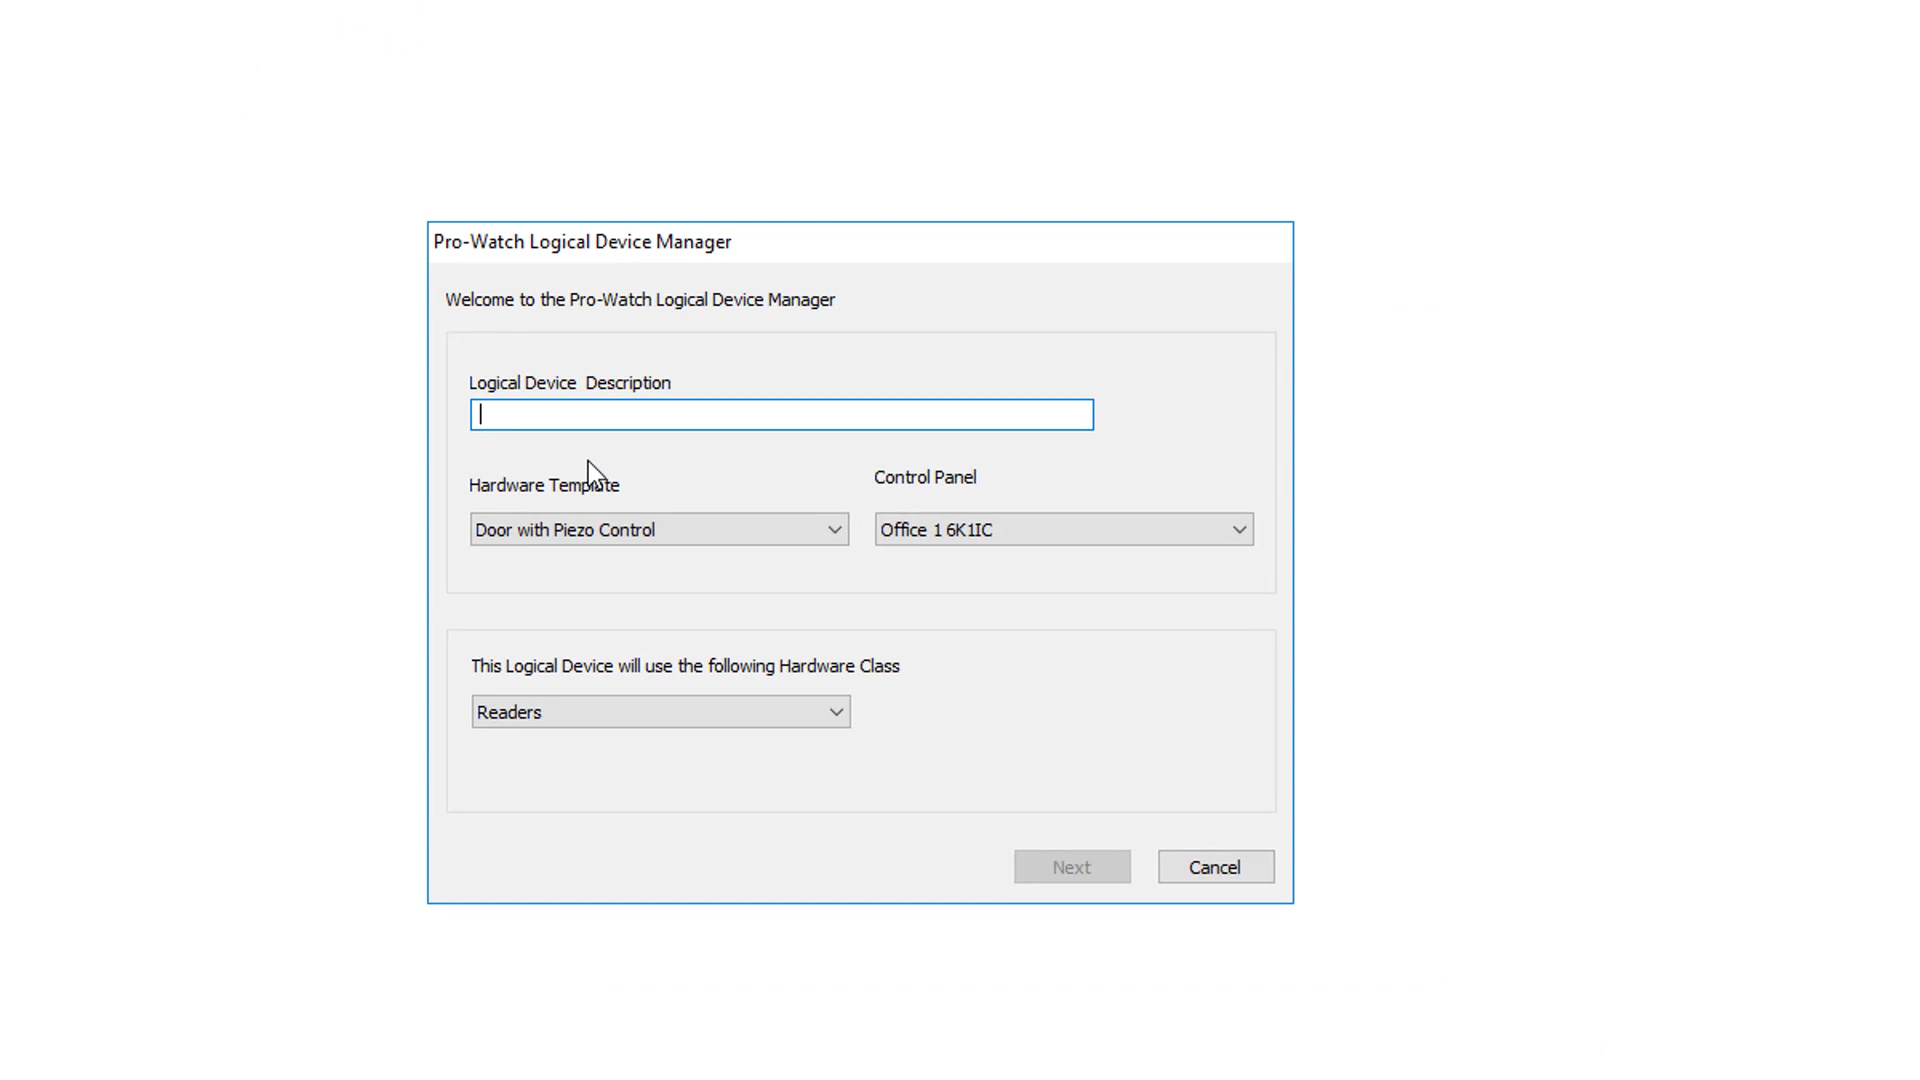 Pro-Watch Logical Device Manager
Welcome to the Pro-Watch Logical Device Manager
Logical Device  Description
Hardware Template
Control Panel
Door with Piezo Control
Office 1 6K1IC
This Logical Device will use the following Hardware Class
Readers
Next
Cancel